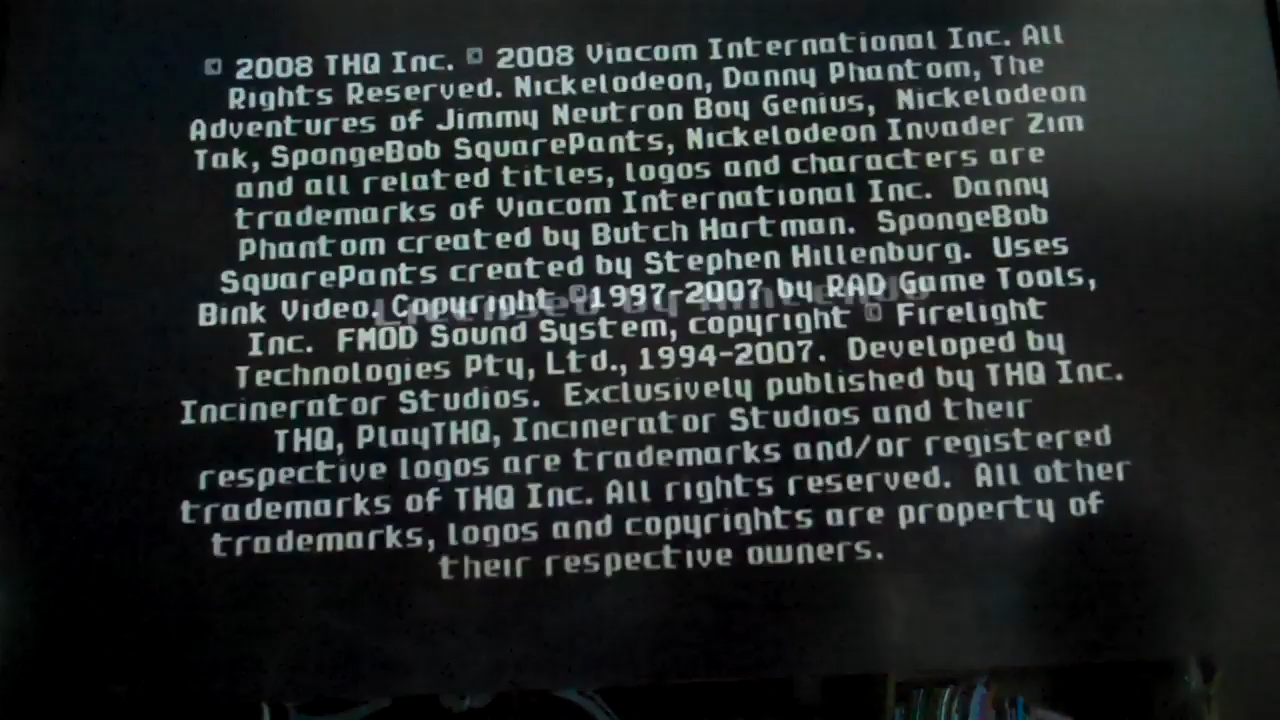 © 2008 THQ Inc. © 2008 Viacom International Inc. All
Rights Reserved. Nickelodeon, Danny Phantom, The
Adventures of Jimmy Neutron Boy Genius, Nickelodeon
Tak, SpongeBob SquarePants, Nickelodeon Invader Zim
and all related titles, logos and characters are
trademarks of Viacom International Inc. Danny
Phantom created by Butch Hartman. SpongeBob
SquarePants created by Stephen Hillenburg. Uses
Bink Video. Copyright ©1997-2007 by RAD Game Tools,
Licensed by Nintendo
Inc. FMOD Sound System, copyright © Firelight
Technologies Pty, Ltd., 1994-2007. Developed by
Incinerator Studios. Exclusively published by THQ Inc.
THQ, PlayTHQ, Incinerator Studios and their
respective logos are trademarks and/or registered
trademarks of THQ Inc. All rights reserved. All other
trademarks, logos and copyrights are property of
their respective owners.